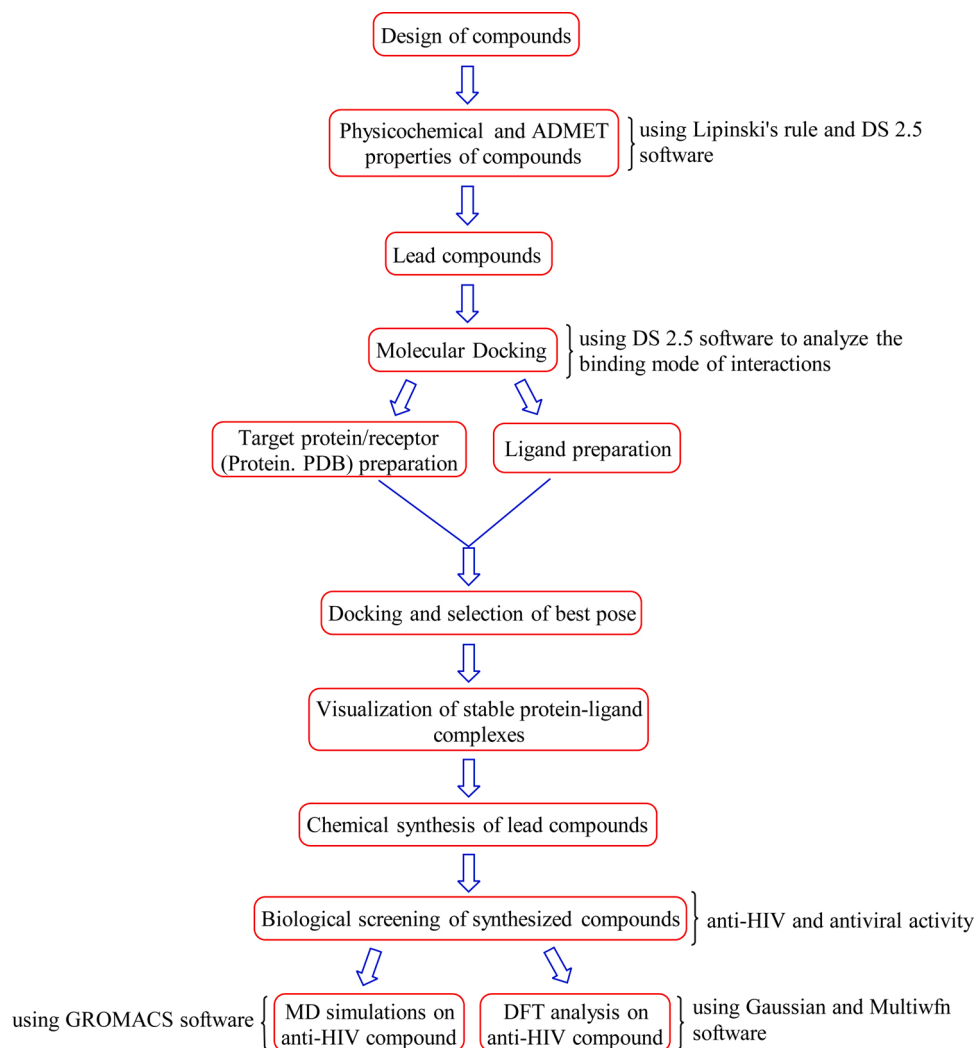 Design of compounds
Physicochemical and ADMET
properties of compounds
using Lipinski's rule and DS 2.5
software
Lead compounds
Molecular Docking
using DS 2.5 software to analyze the
binding mode of interactions
Target protein/receptor
(Protein. PDB) preparation
Ligand preparation
Docking and selection of best pose
Visualization of stable protein-ligand
complexes
Chemical synthesis of lead compounds
Biological screening of synthesized compounds
anti-HIV and antiviral activity
using GROMACS software
MD simulations on
anti-HIV compound
DFT analysis on
anti-HIV compound
using Gaussian and Multiwfn
software